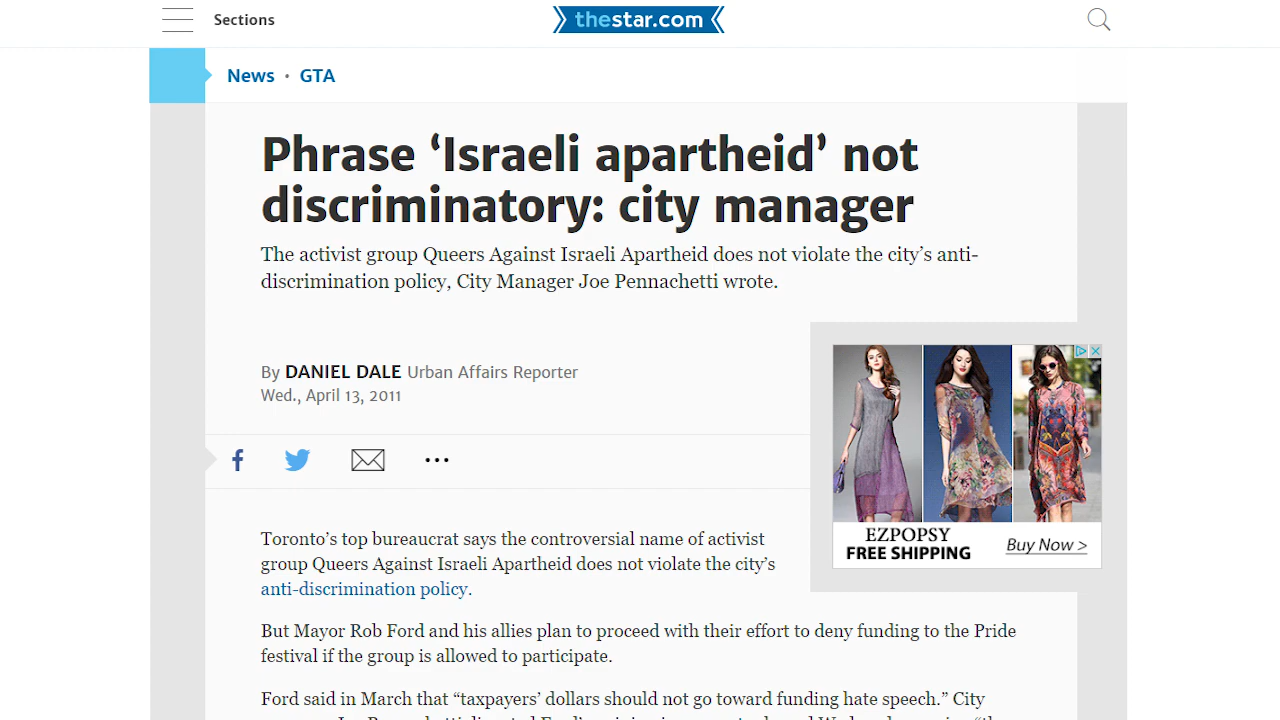 Sections
thestar.com
News • GTA
Phrase ‘Israeli apartheid’ not
discriminatory: city manager
The activist group Queers Against Israeli Apartheid does not violate the city’s anti-
discrimination policy, City Manager Joe Pennachetti wrote.
By DANIEL DALE Urban Affairs Reporter
Wed., April 13, 2011
EZPOPSY
FREE SHIPPING
Buy Now >
Toronto’s top bureaucrat says the controversial name of activist
group Queers Against Israeli Apartheid does not violate the city’s
anti-discrimination policy.
But Mayor Rob Ford and his allies plan to proceed with their effort to deny funding to the Pride
festival if the group is allowed to participate.
Ford said in March that “taxpayers’ dollars should not go toward funding hate speech.” City